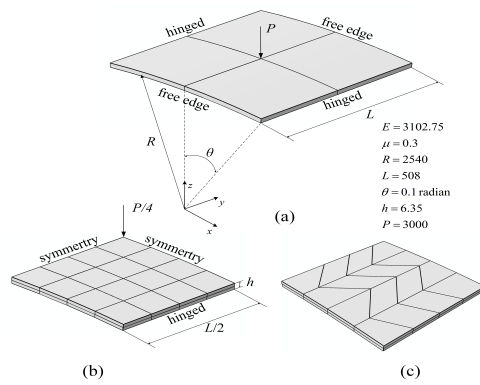 hinged
free edge
P
free edge
hinged
L
R
θ
z
y
x
(a)
E = 3102.75
μ = 0.3
R = 2540
L = 508
θ = 0.1 radian
h = 6.35
P = 3000
P/4
symmertry
symmertry
h
hinged
L/2
(b)
(c)